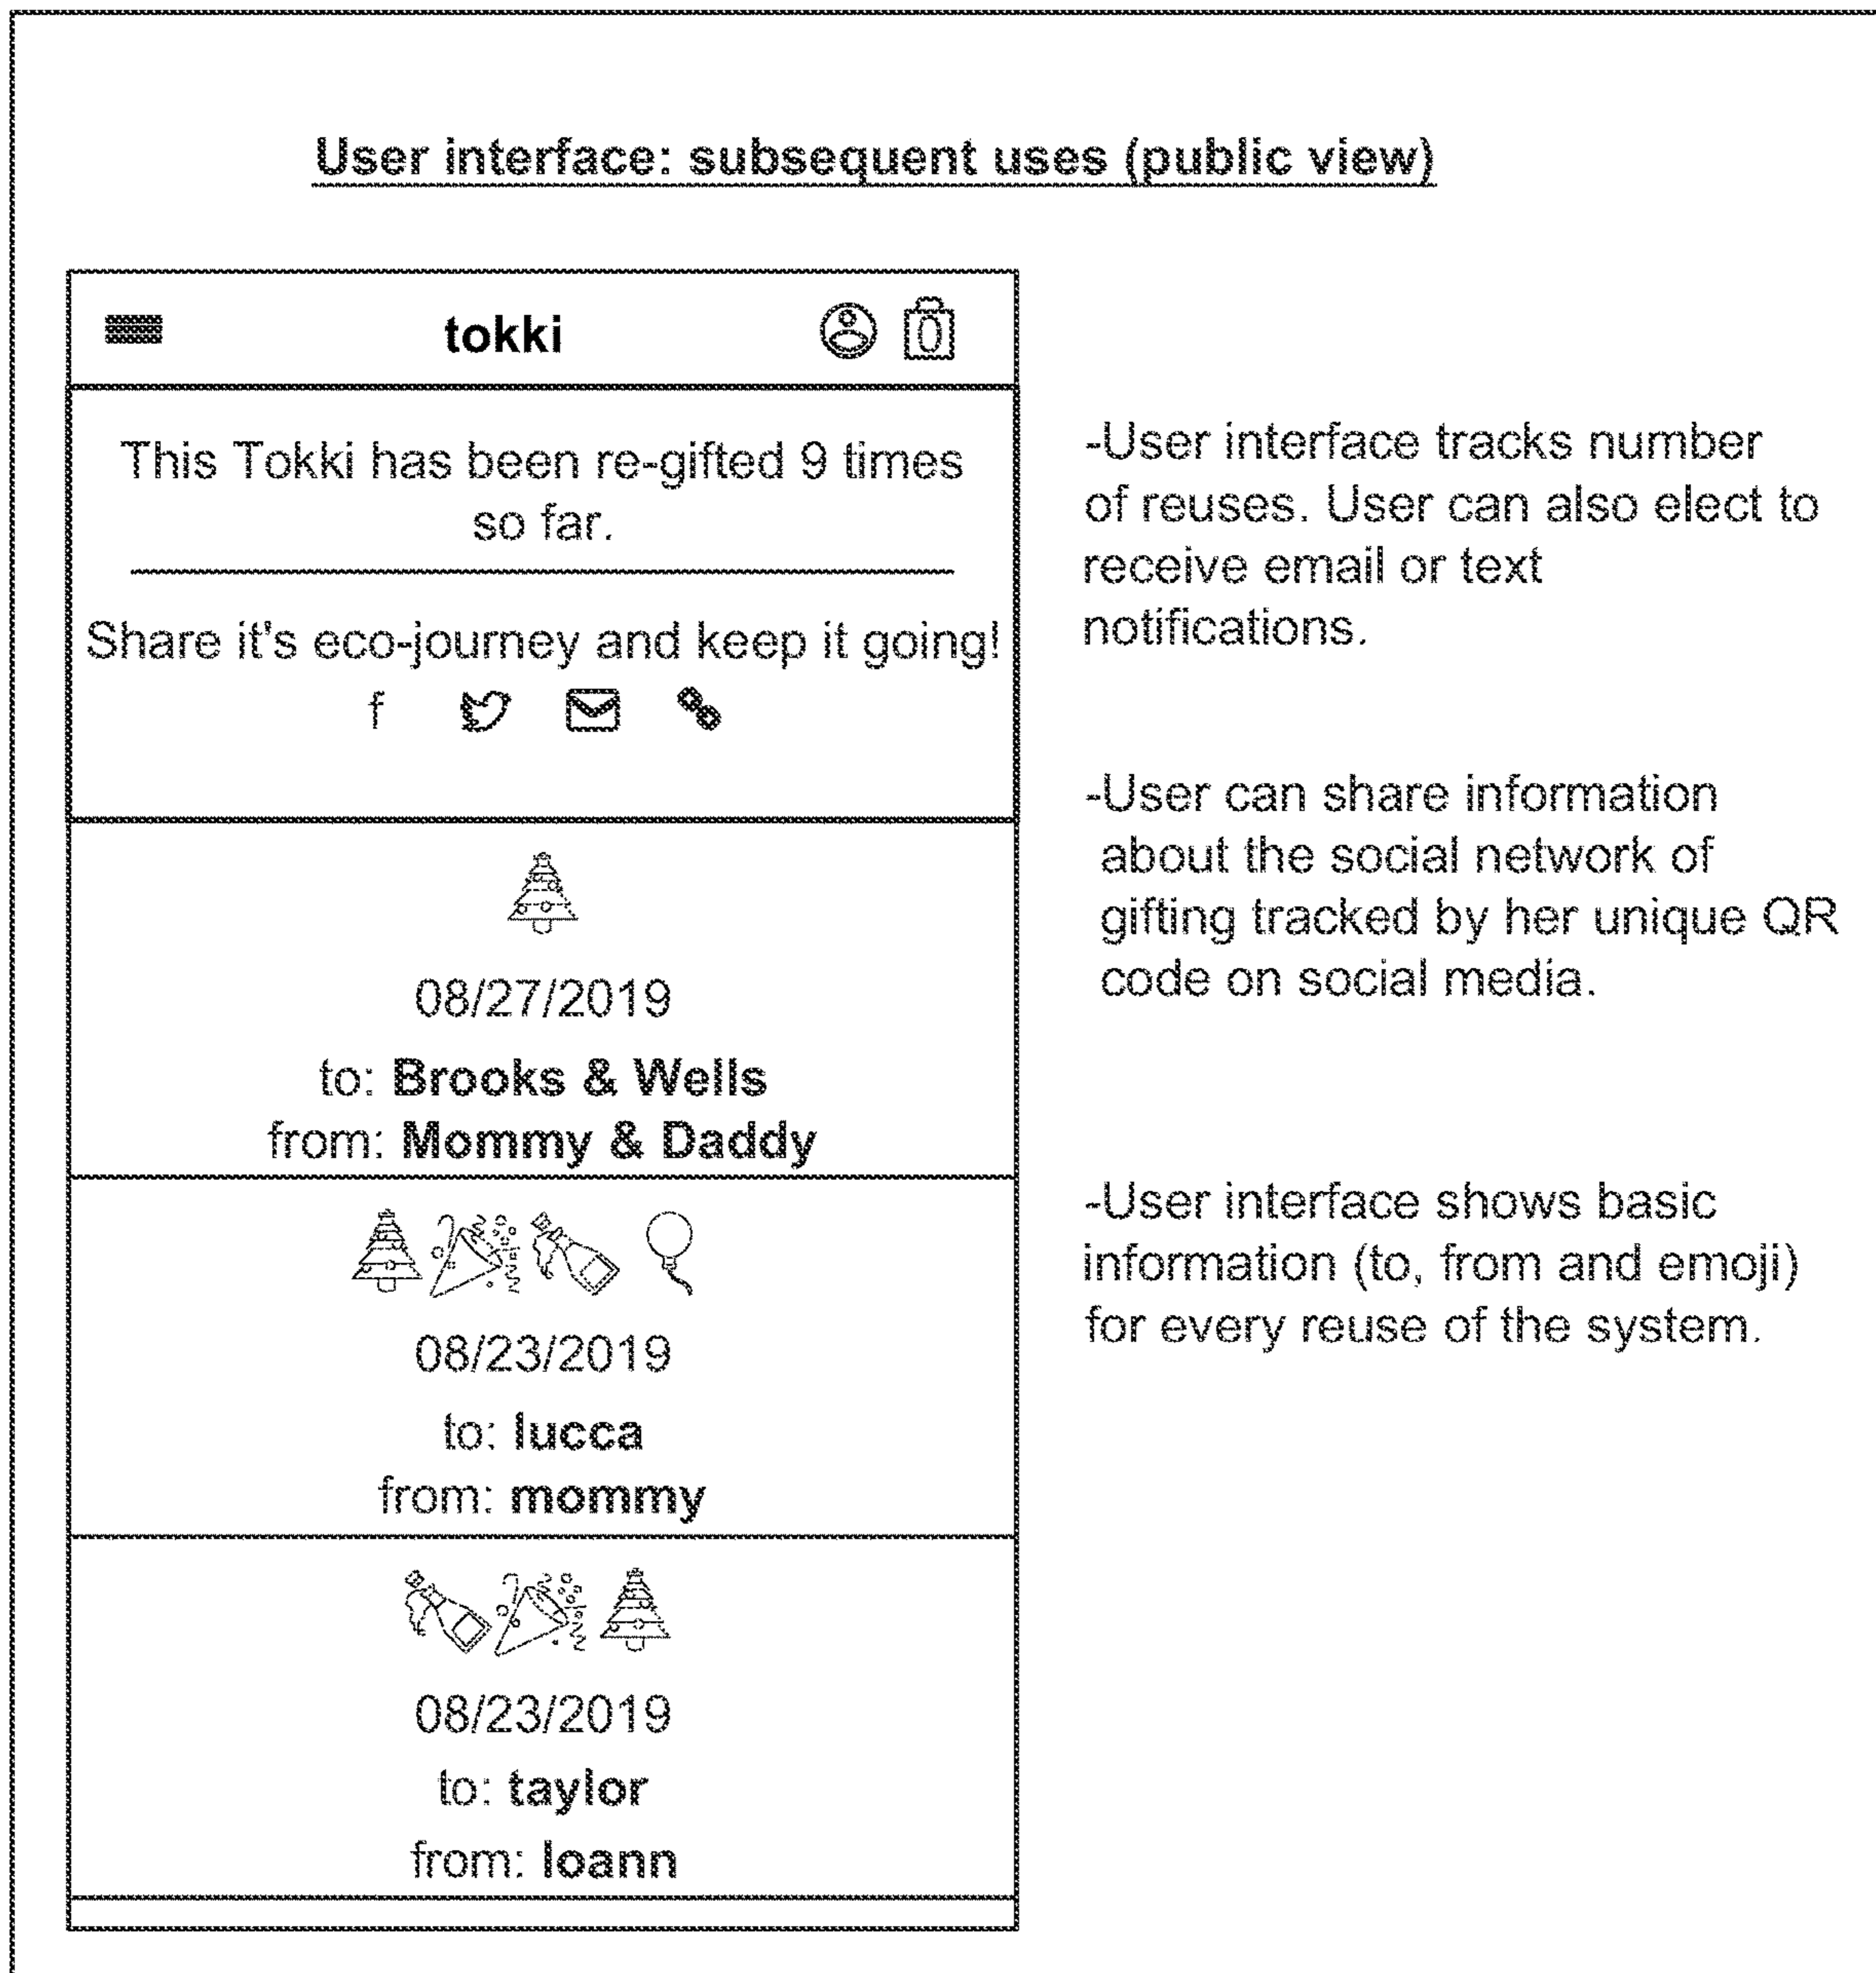 User interface: subsequent uses (public view)
tokki
0
This Tokki has been re-gifted 9 times
so far.
Share it's eco-journey and keep it going!
f
08/27/2019
to: Brooks & Wells
from: Mommy & Daddy
08/23/2019
to: lucca
from: mommy
08/23/2019
to: taylor
from: loann
-User interface tracks number
of reuses. User can also elect to
receive email or text
notifications.
-User can share information
about the social network of
gifting tracked by her unique QR
code on social media.
-User interface shows basic
information (to, from and emoji)
for every reuse of the system.